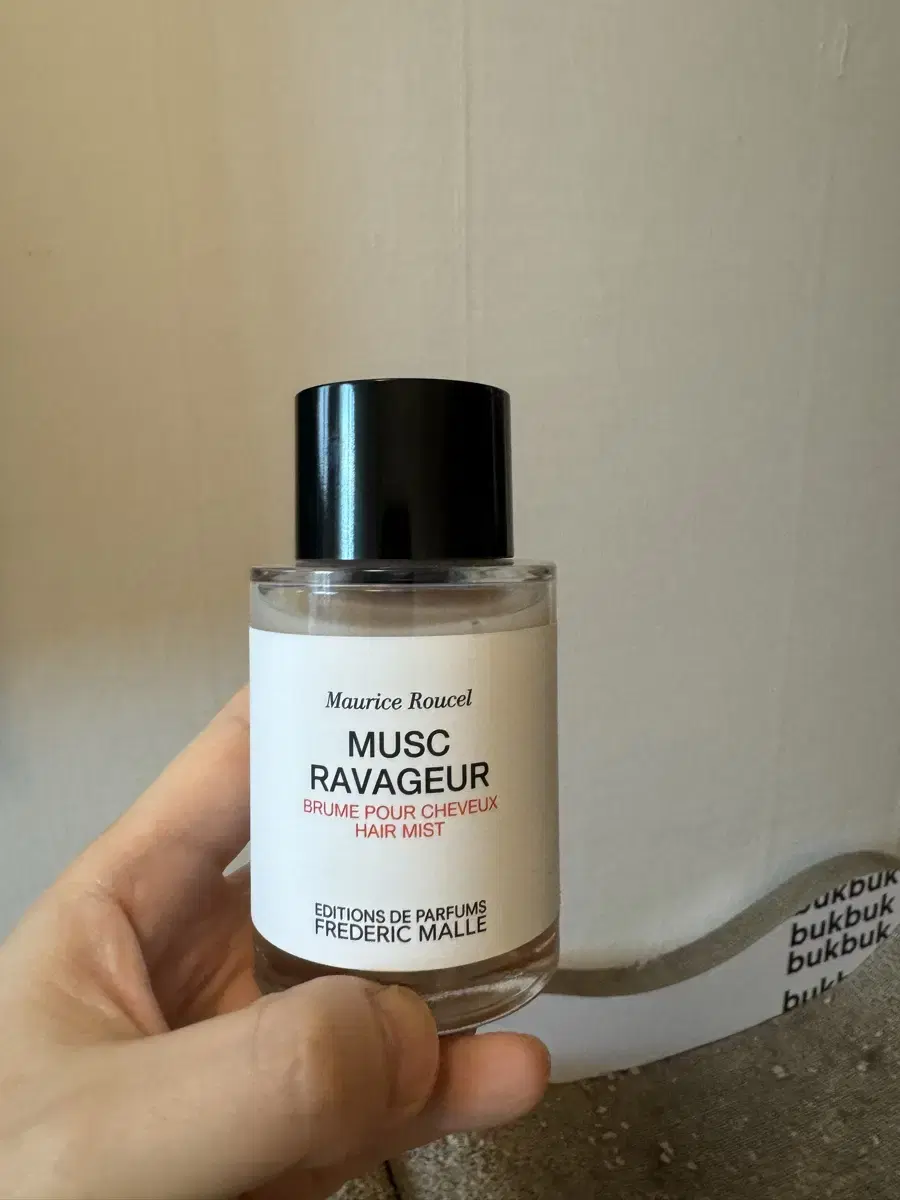 Maurice Roucel
MUSC
RAVAGEUR
BRUME POUR CHEVEUX
HAIR MIST
EDITIONS DE PARFUMS
FREDERIC MALLE
bukbuk
bukbuk
bukbuk